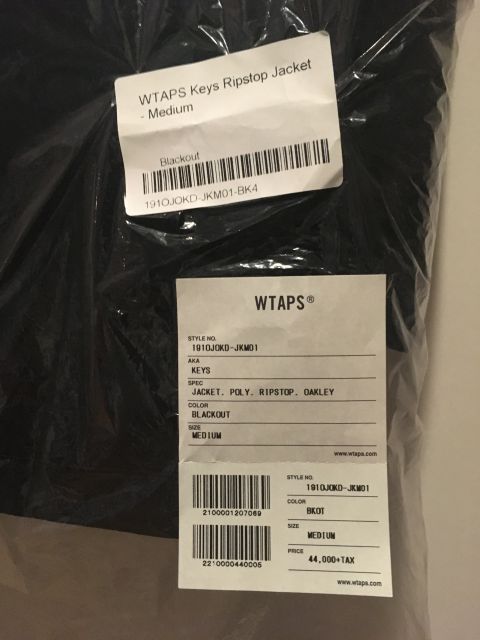 WTAPS Keys Ripstop Jacket
- Medium
Blackout
191OJOKD-JKM01-BK4
WTAPS®
STYLE NO.
191OJOKD-JKM01
AKA
KEYS
SPEC
JACKET. POLY. RIPSTOP. OAKLEY
COLOR
BLACKOUT
SIZE
MEDIUM
www.wtaps.com
2100001207069
2210000440005
STYLE NO.
191OJOKD-JKM01
COLOR
BKOT
SIZE
MEDIUM
PRICE
44,000+TAX
www.wtaps.com